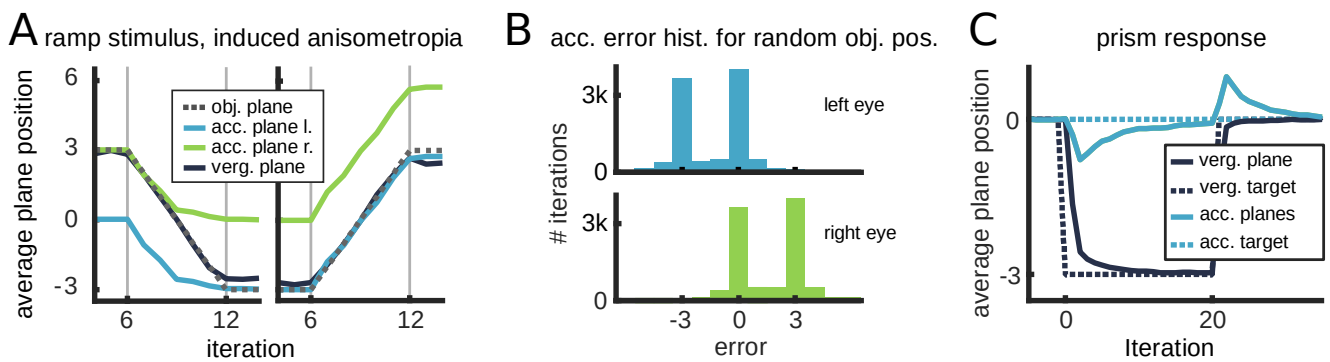 A ramp stimulus, induced anisometropia
average plane position
6
3
0
-3
obj. plane
acc. plane l.
acc. plane r.
verg. plane
6 12 6 12
iteration
B acc. error hist. for random obj. pos.
# iterations
3k
0
left eye
3k
0
right eye
-3 0 3
error
C prism response
average plane position
0
-3
verg. plane
verg. target
acc. planes
acc. target
0 20
Iteration